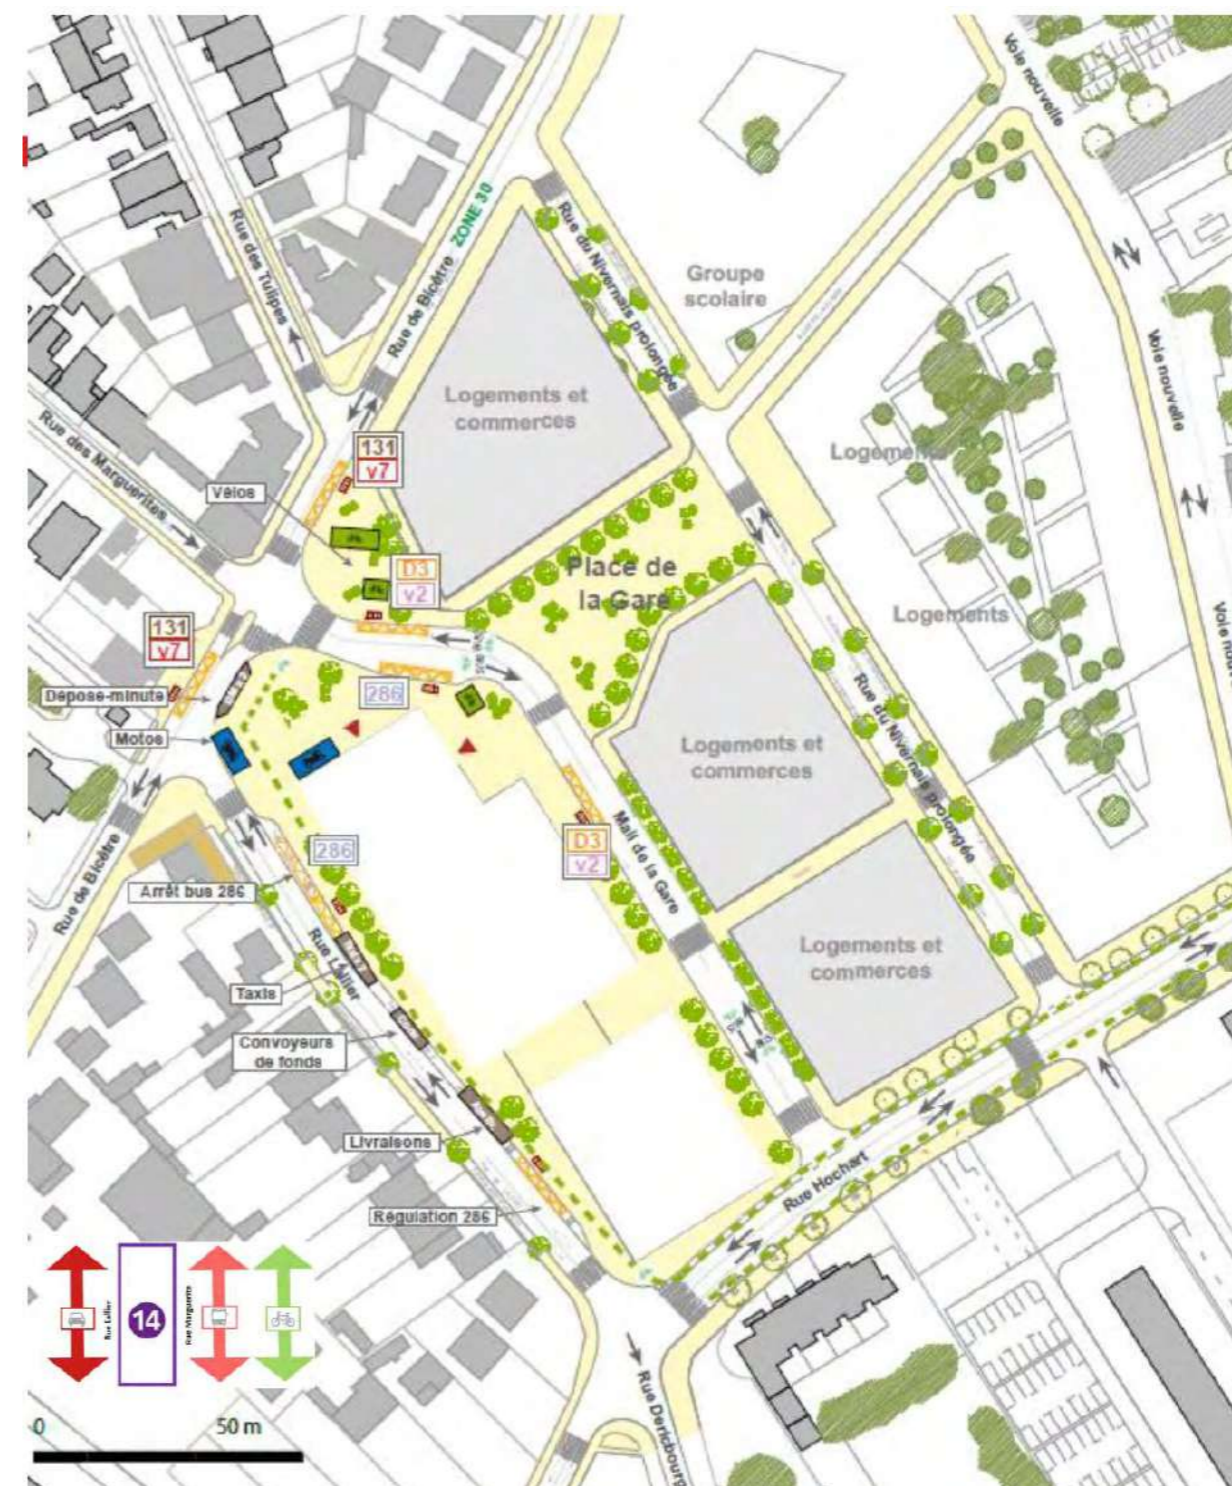 Voie nouvelle
Rue des Tulipes
Rue de Bicêtre
ZONE 30
Rue du Nivernais prolongée
Groupe
scolaire
Voie nouvelle
Logements et
commerces
Rue des Marguerites
131
v7
Vélos
Logements
D3
v2
Place de
la Gare
Logements
131
v7
Dépose-minute
286
Motos
Rue du Nivernais prolongée
Logements et
commerces
Mail de la Gare
286
D3
v2
Arrêt bus 286
Rue de Bicêtre
Rue Lallier
Logements et
commerces
Taxis
Convoyeurs
de fonds
Livraisons
Rue Hochart
Régulation 286
Rue Lallier
14
Rue Marguerite
0
50 m
Rue Dericbourg